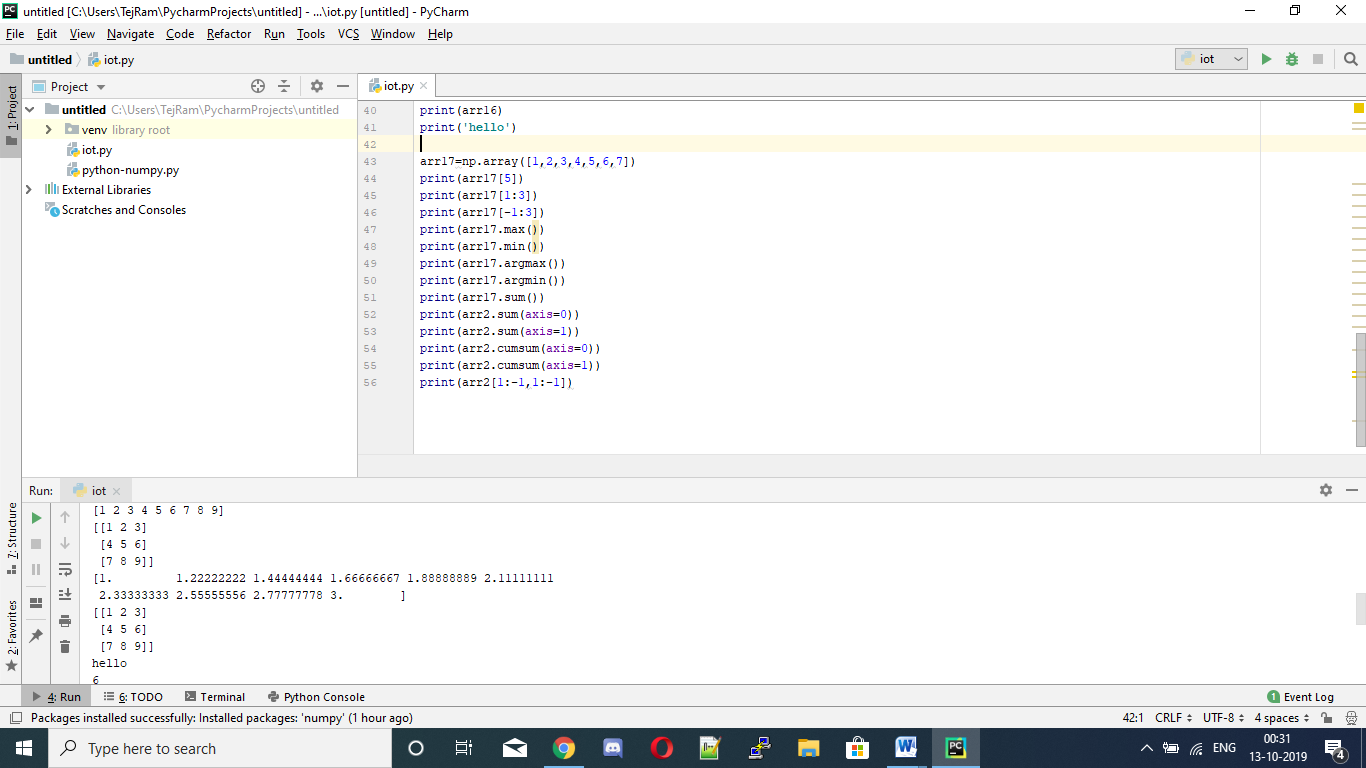 untitled [C:\Users\TejRam\PycharmProjects\untitled] - ...\iot.py [untitled] - PyCharm
File Edit View Navigate Code Refactor Run Tools VCS Window Help
untitled iot.py
iot
1: Project
Project
untitled C:\Users\TejRam\PycharmProjects\untitled
venv library root
iot.py
python-numpy.py
External Libraries
Scratches and Consoles
iot.py
40 print(arr16)
41 print('hello')
42
43 arr17=np.array([1,2,3,4,5,6,7])
44 print(arr17[5])
45 print(arr17[1:3])
46 print(arr17[-1:3])
47 print(arr17.max())
48 print(arr17.min())
49 print(arr17.argmax())
50 print(arr17.argmin())
51 print(arr17.sum())
52 print(arr2.sum(axis=0))
53 print(arr2.sum(axis=1))
54 print(arr2.cumsum(axis=0))
55 print(arr2.cumsum(axis=1))
56 print(arr2[1:-1,1:-1])
Run: iot
7: Structure
2: Favorites
[1 2 3 4 5 6 7 8 9]
[[1 2 3]
[4 5 6]
[7 8 9]]
[1. 1.22222222 1.44444444 1.66666667 1.88888889 2.11111111
2.33333333 2.55555556 2.77777778 3. ]
[[1 2 3]
[4 5 6]
[7 8 9]]
hello
6
4: Run 6: TODO Terminal Python Console 1 Event Log
Packages installed successfully: Installed packages: 'numpy' (1 hour ago) 42:1 CRLF UTF-8 4 spaces
Type here to search
ENG
00:31
13-10-2019
4